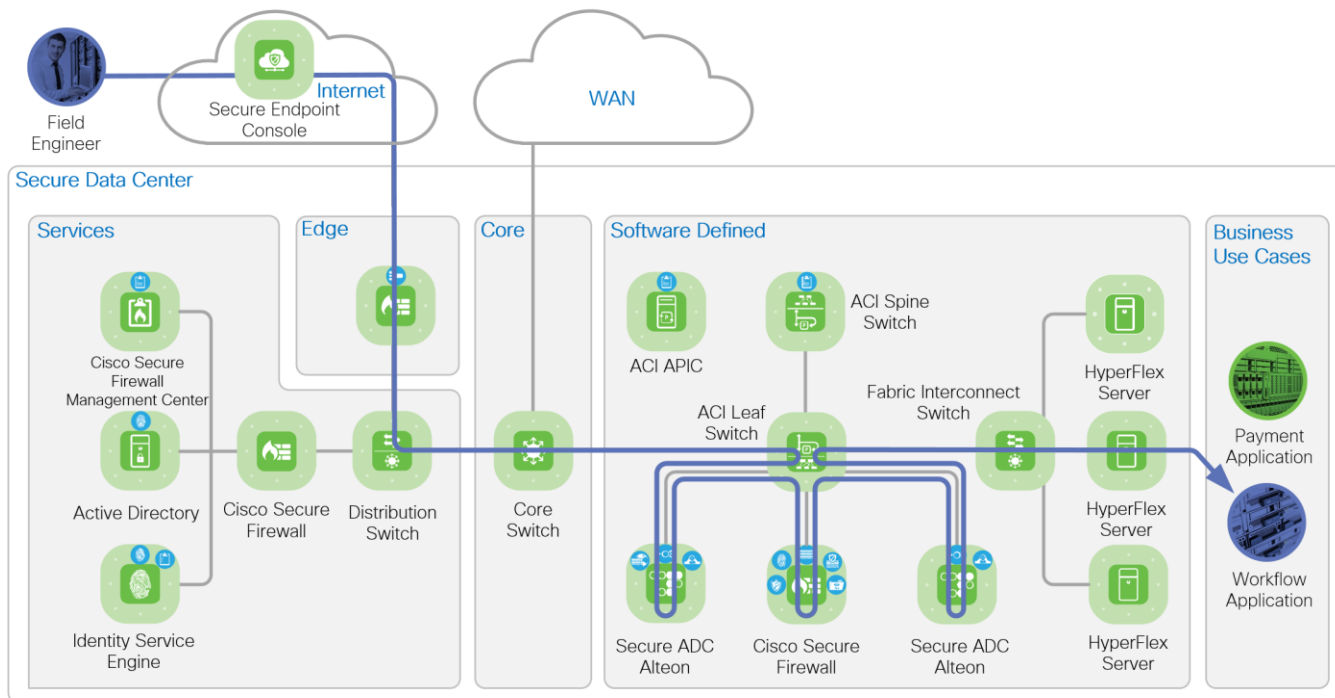 Field
Engineer
Internet
Secure Endpoint
Console
WAN
Secure Data Center
Services
Edge
Core
Software Defined
Business
Use Cases
Cisco Secure
Firewall
Management Center
Active Directory
Identity Service
Engine
Cisco Secure
Firewall
Distribution
Switch
Core
Switch
ACI APIC
ACI Spine
Switch
ACI Leaf
Switch
Fabric Interconnect
Switch
Secure ADC
Alteon
Cisco Secure
Firewall
Secure ADC
Alteon
HyperFlex
Server
HyperFlex
Server
HyperFlex
Server
Payment
Application
Workflow
Application